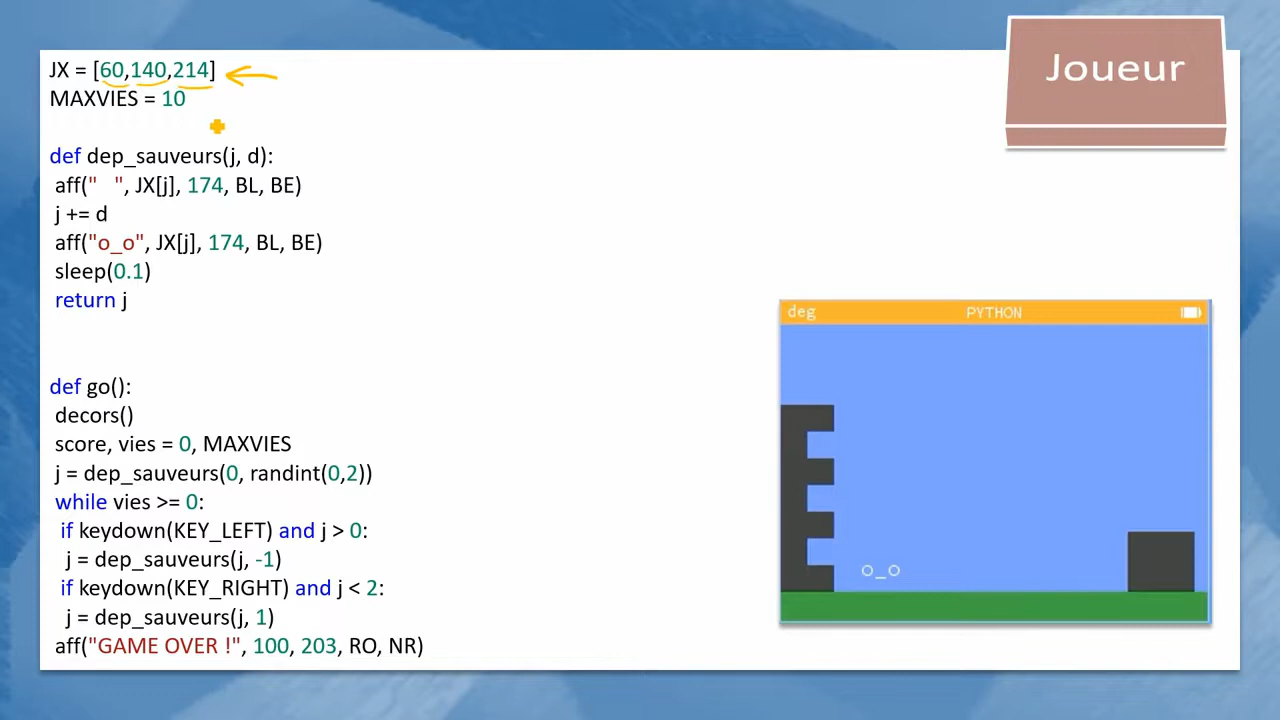 JX = [60,140,214]
MAXVIES = 10
def dep_sauveurs(j, d):
aff("   ", JX[j], 174, BL, BE)
j += d
aff("o_o", JX[j], 174, BL, BE)
sleep(0.1)
return j
def go():
decors()
score, vies = 0, MAXVIES
j = dep_sauveurs(0, randint(0,2))
while vies >= 0:
if keydown(KEY_LEFT) and j > 0:
j = dep_sauveurs(j, -1)
if keydown(KEY_RIGHT) and j < 2:
j = dep_sauveurs(j, 1)
aff("GAME OVER !", 100, 203, RO, NR)
Joueur
deg PYTHON
o_o